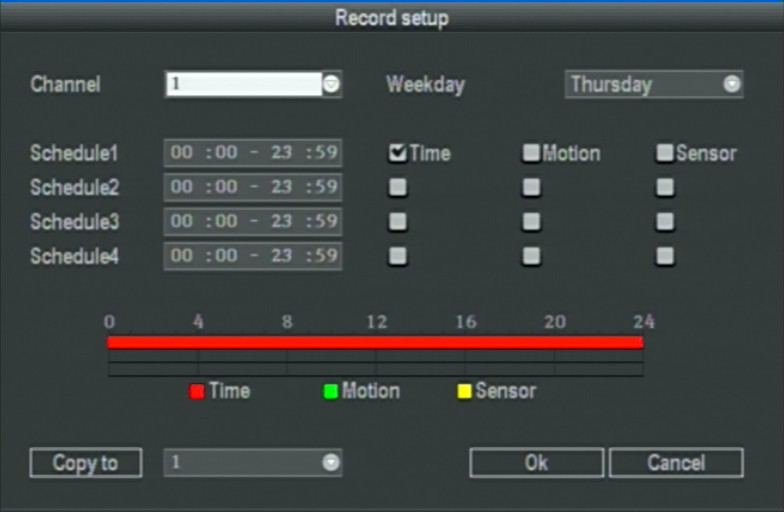 Record setup
Channel 1 Weekday Thursday
Schedule1 00 :00 - 23 :59 Time Motion Sensor
Schedule2 00 :00 - 23 :59
Schedule3 00 :00 - 23 :59
Schedule4 00 :00 - 23 :59
0 4 8 12 16 20 24
Time Motion Sensor
Copy to 1 Ok Cancel